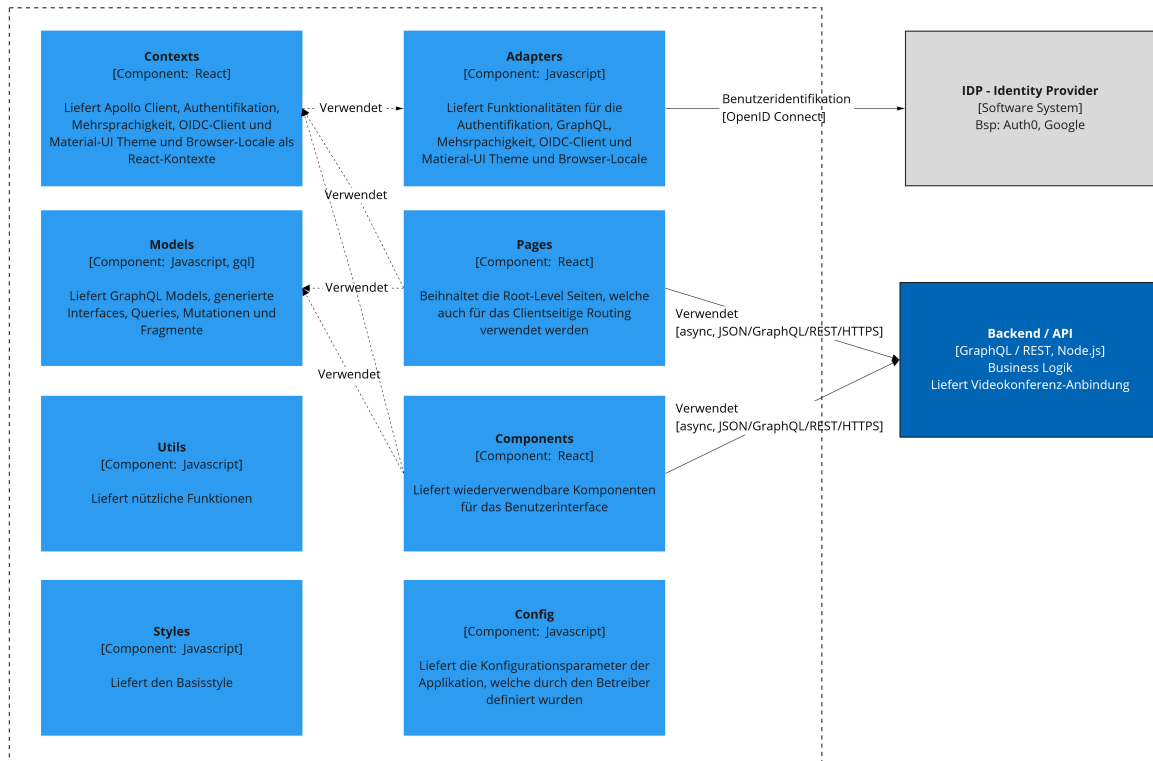 Contexts
[Component:  React]
Liefert Apollo Client, Authentifikation,
Mehrsprachigkeit, OIDC-Client und
Material-UI Theme und Browser-Locale als
React-Kontexte
Verwendet
Adapters
[Component:  Javascript]
Liefert Funktionalitäten für die
Authentifikation, GraphQL,
Mehsrpachigkeit, OIDC-Client und
Matieral-UI Theme und Browser-Locale
Benutzeridentifikation
[OpenID Connect]
IDP - Identity Provider
[Software System]
Bsp: Auth0, Google
Verwendet
Models
[Component:  Javascript, gql]
Liefert GraphQL Models, generierte
Interfaces, Queries, Mutationen und
Fragmente
Verwendet
Pages
[Component:  React]
Beihnaltet die Root-Level Seiten, welche
auch für das Clientseitige Routing
verwendet werden
Verwendet
[async, JSON/GraphQL/REST/HTTPS]
Backend / API
[GraphQL / REST, Node.js]
Business Logik
Liefert Videokonferenz-Anbindung
Verwendet
Utils
[Component:  Javascript]
Liefert nützliche Funktionen
Components
[Component:  React]
Liefert wiederverwendbare Komponenten
für das Benutzerinterface
Verwendet
[async, JSON/GraphQL/REST/HTTPS]
Styles
[Component:  Javascript]
Liefert den Basisstyle
Config
[Component:  Javascript]
Liefert die Konfigurationsparameter der
Applikation, welche durch den Betreiber
definiert wurden